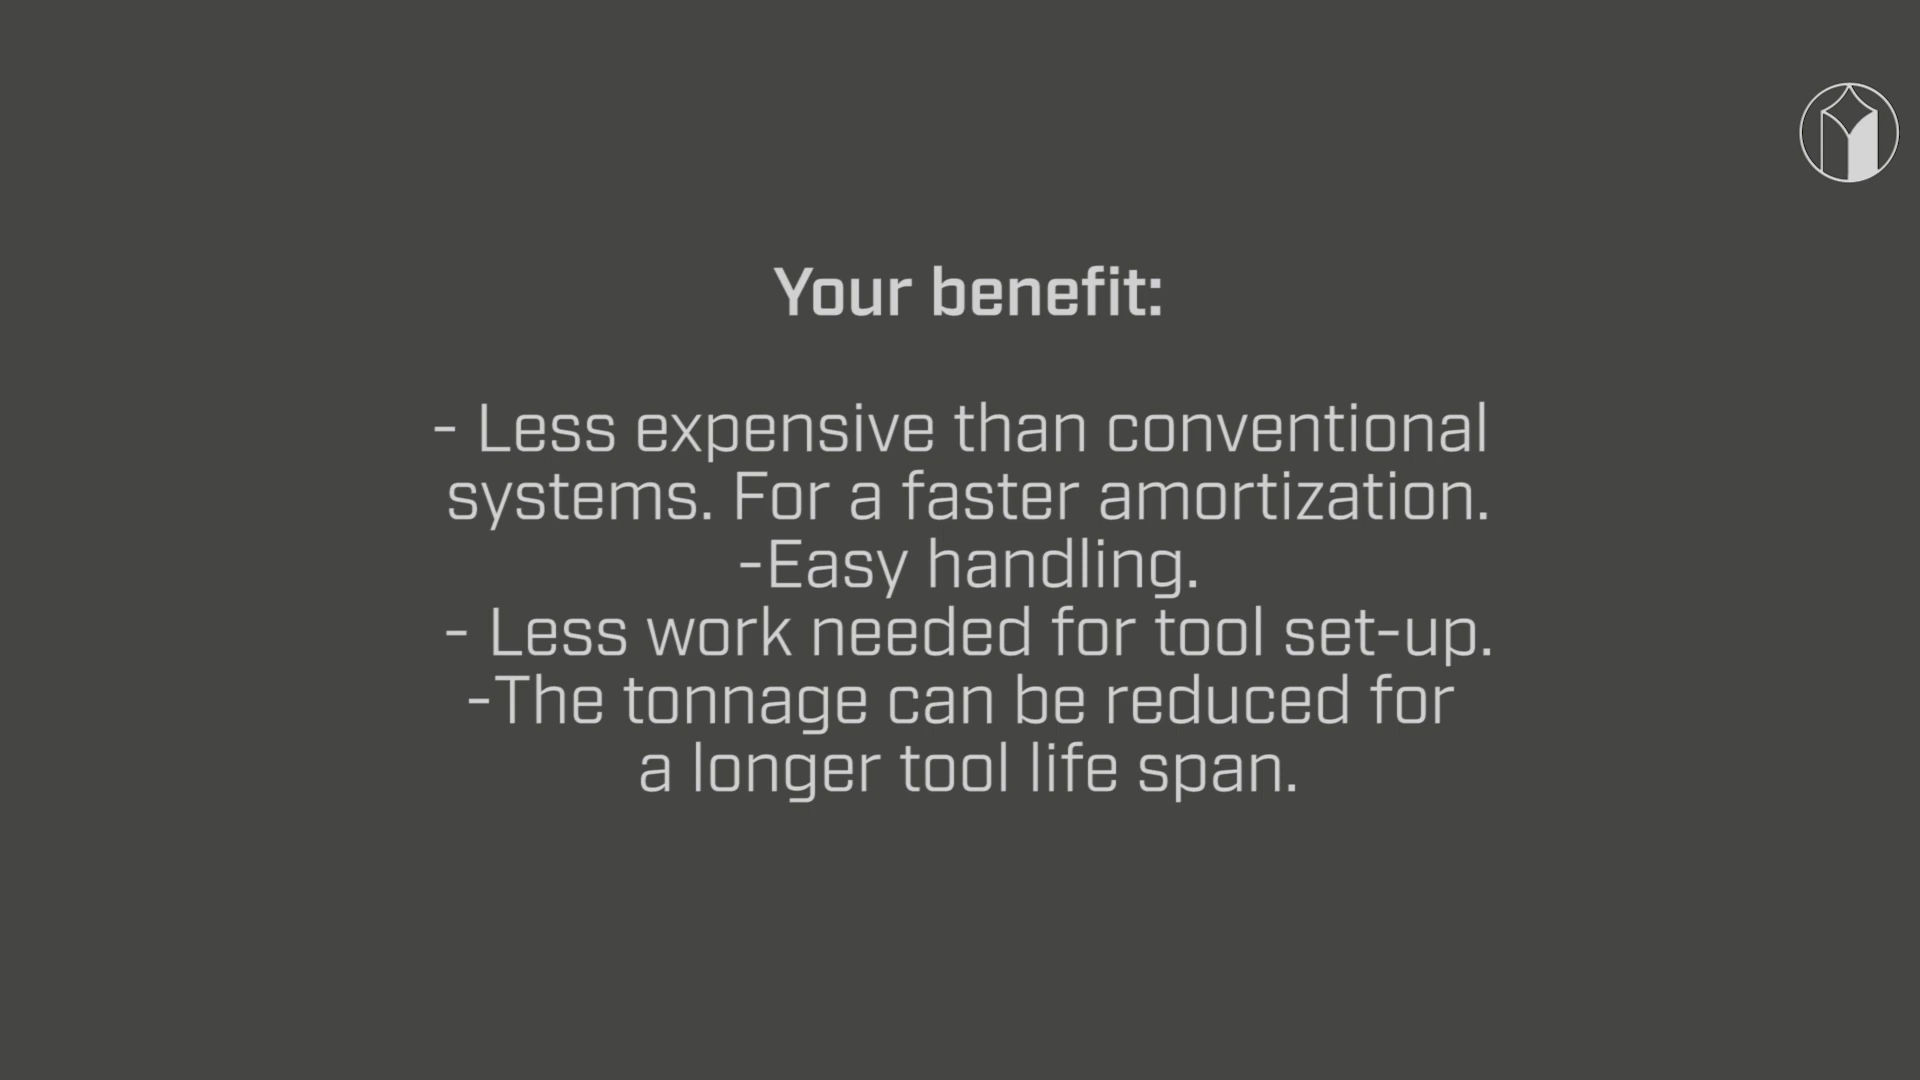 Your benefit:
- Less expensive than conventional
systems. For a faster amortization.
-Easy handling.
- Less work needed for tool set-up.
-The tonnage can be reduced for
a longer tool life span.